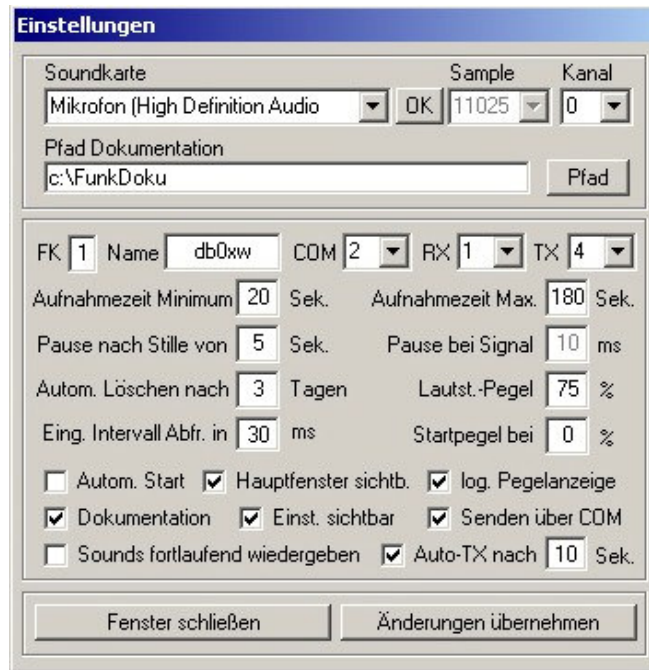 Einstellungen
Soundkarte Sample Kanal
Mikrofon (High Definition Audio OK 11025 0
Pfad Dokumentation
c:\FunkDoku Pfad
FK 1 Name db0xw COM 2 RX 1 TX 4
Aufnahmezeit Minimum 20 Sek. Aufnahmezeit Max. 180 Sek.
Pause nach Stille von 5 Sek. Pause bei Signal 10 ms
Autom. Löschen nach 3 Tagen Lautst.-Pegel 75 %
Eing. Intervall Abfr. in 30 ms Startpegel bei 0 %
Autom. Start Hauptfenster sichtb. log. Pegelanzeige
Dokumentation Einst. sichtbar Senden über COM
Sounds fortlaufend wiedergeben Auto-TX nach 10 Sek.
Fenster schließen Änderungen übernehmen